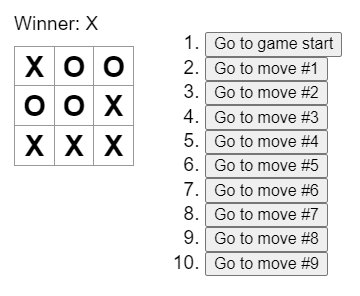 Winner: X
X O O
O O X
X X X
1. Go to game start
2. Go to move #1
3. Go to move #2
4. Go to move #3
5. Go to move #4
6. Go to move #5
7. Go to move #6
8. Go to move #7
9. Go to move #8
10. Go to move #9